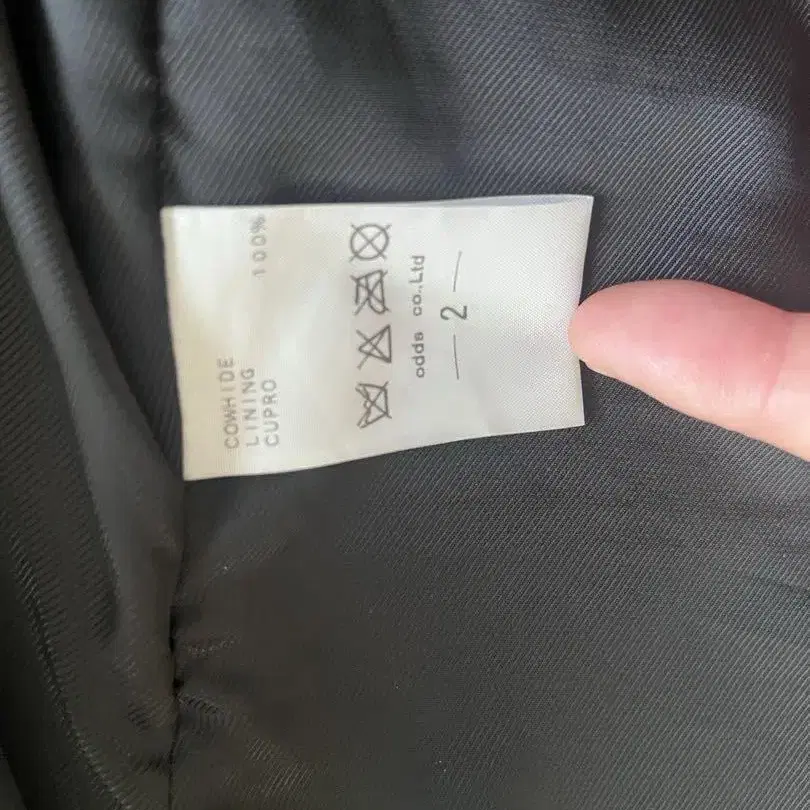 COWHIDE
LINING
CUPRO 100%
odds co.,Ltd
— 2 —